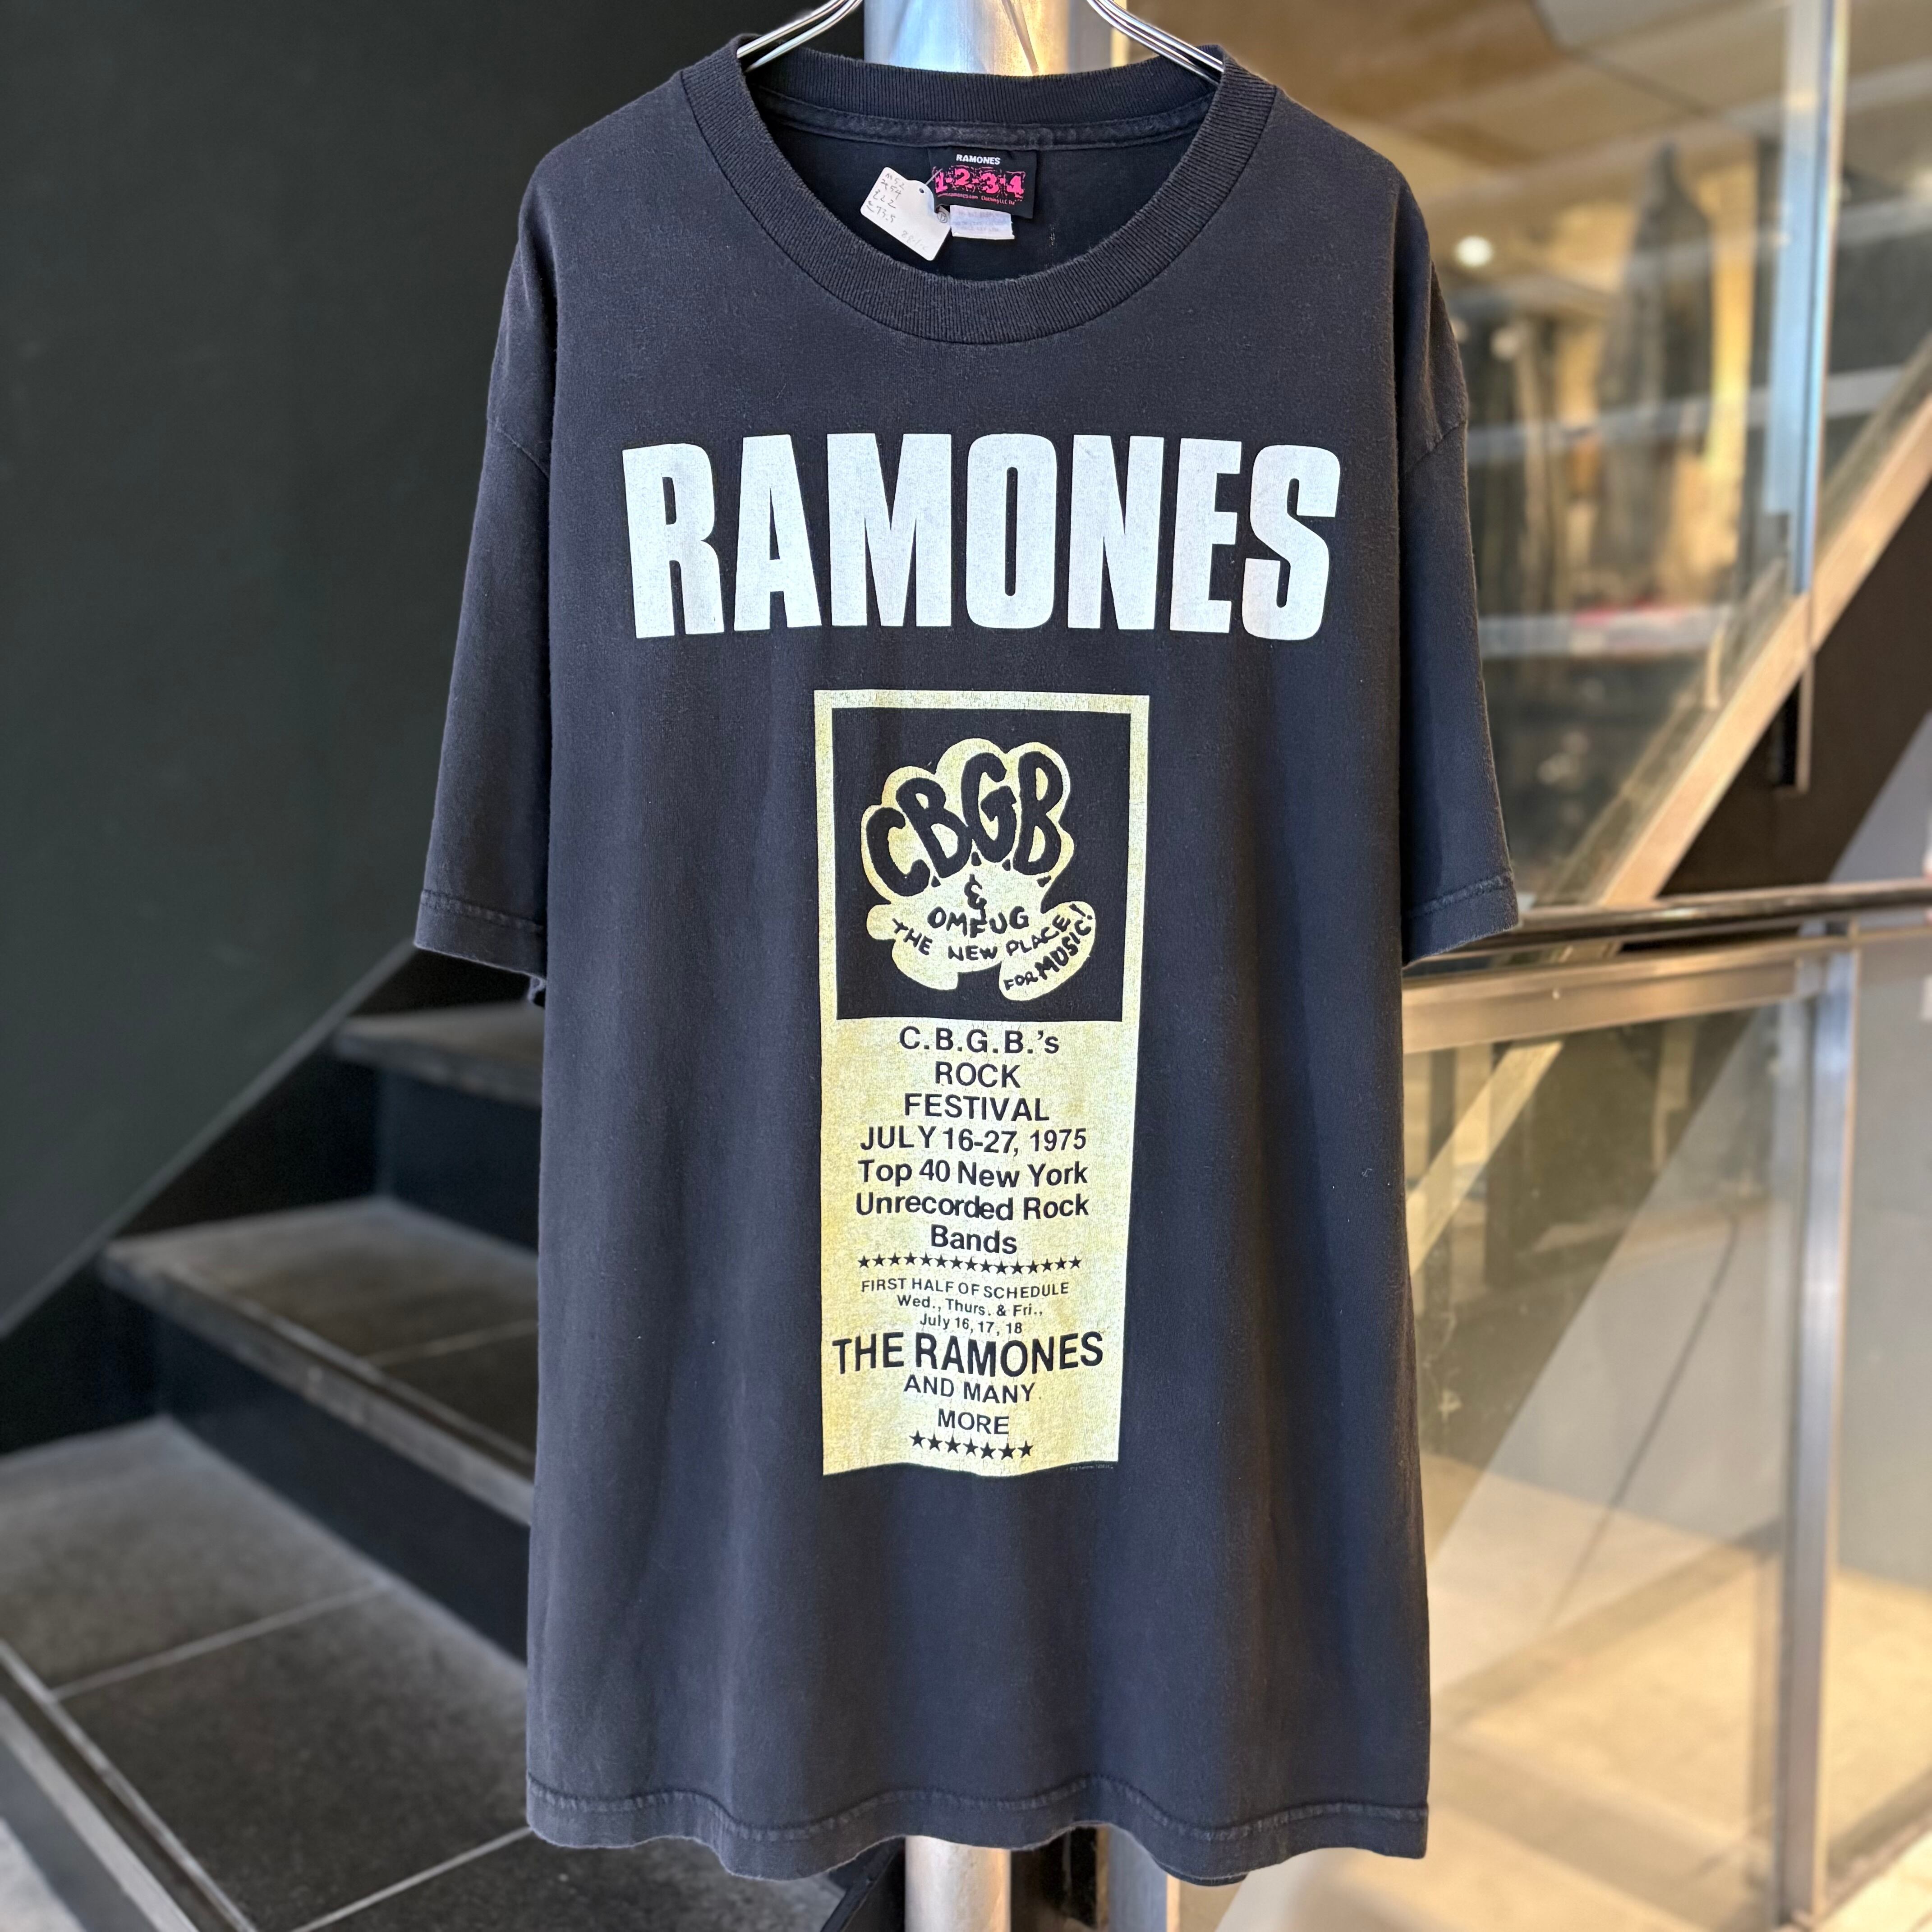 RAMONES
1-2-3-4
RAMONES
C.B.G.B.
&
OMFUG
THE NEW PLACE!
FOR MUSIC!
C.B.G.B.'s
ROCK
FESTIVAL
JULY 16-27, 1975
Top 40 New York
Unrecorded Rock
Bands
★★★★★★★★★★★★★★★
FIRST HALF OF SCHEDULE
Wed., Thurs. & Fri.,
July 16, 17, 18
THE RAMONES
AND MANY
MORE
★★★★★★★